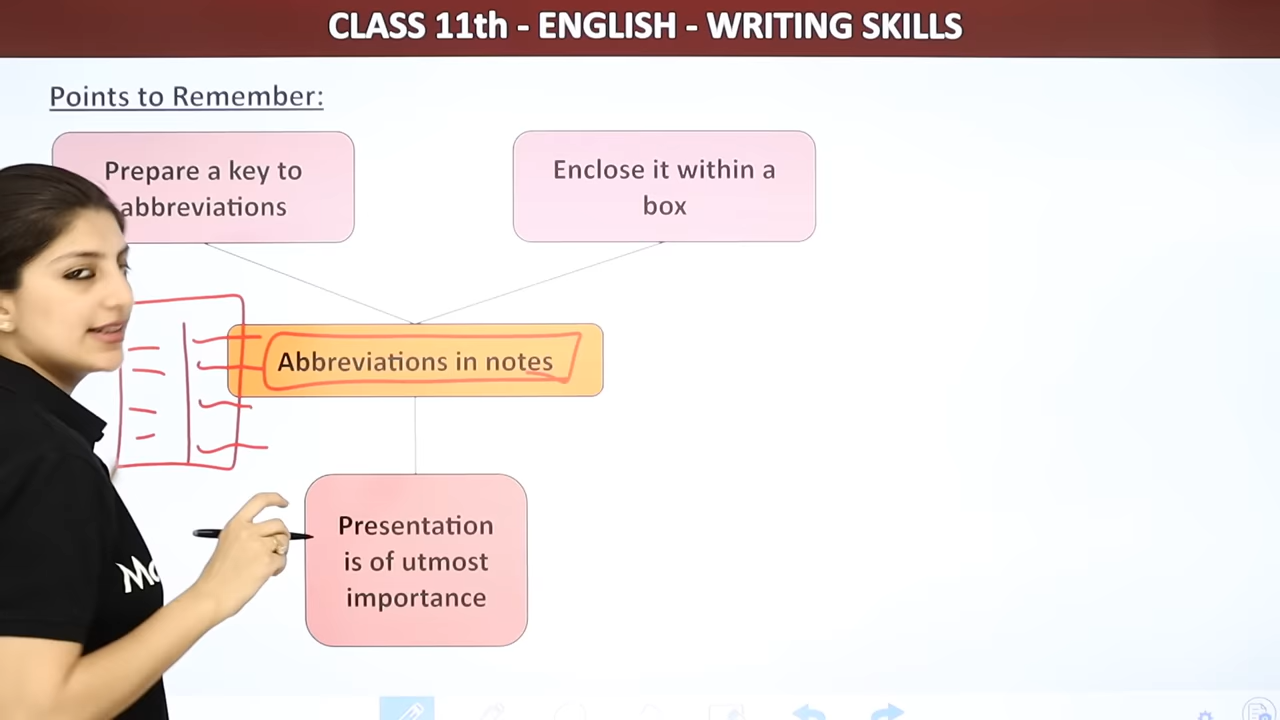 CLASS 11th - ENGLISH - WRITING SKILLS
Points to Remember:
Prepare a key to
abbreviations
Enclose it within a
box
Abbreviations in notes
Presentation
is of utmost
importance